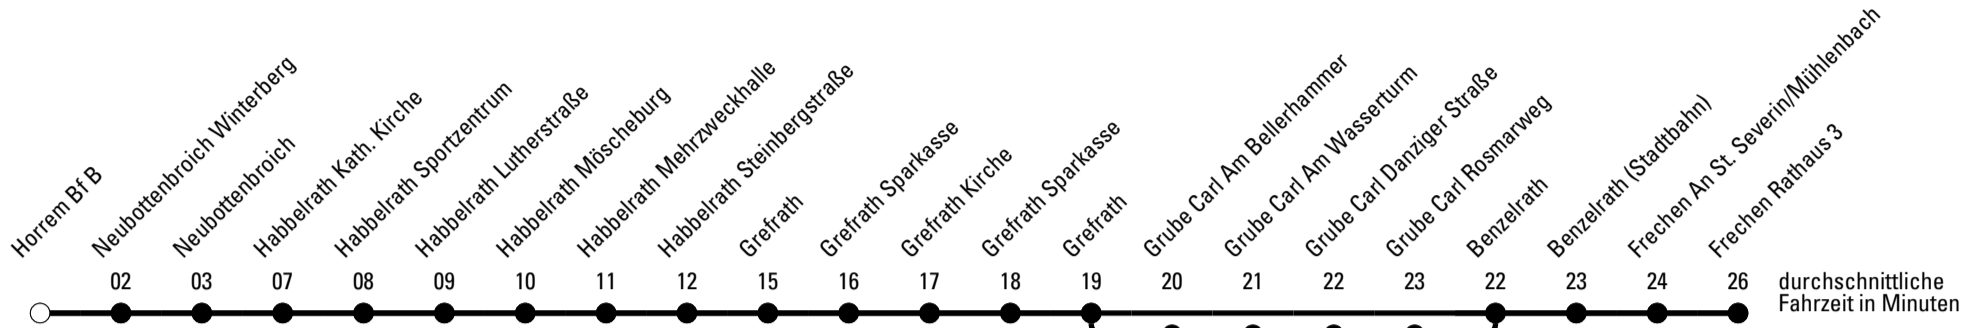 Horrem Bf B
Neubottenbroich Winterberg
Neubottenbroich
Habbelrath Kath. Kirche
Habbelrath Sportzentrum
Habbelrath Lutherstraße
Habbelrath Möscheburg
Habbelrath Mehrzweckhalle
Habbelrath Steinbergstraße
Grefrath
Grefrath Sparkasse
Grefrath Kirche
Grefrath Sparkasse
Grefrath
Grube Carl Am Bellerhammer
Grube Carl Am Wasserturm
Grube Carl Danziger Straße
Grube Carl Rosmarweg
Benzelrath
Benzelrath (Stadtbahn)
Frechen An St. Severin/Mühlenbach
Frechen Rathaus 3
02 03 07 08 09 10 11 12 15 16 17 18 19 20 21 22 23 22 23 24 26
durchschnittliche
Fahrzeit in Minuten